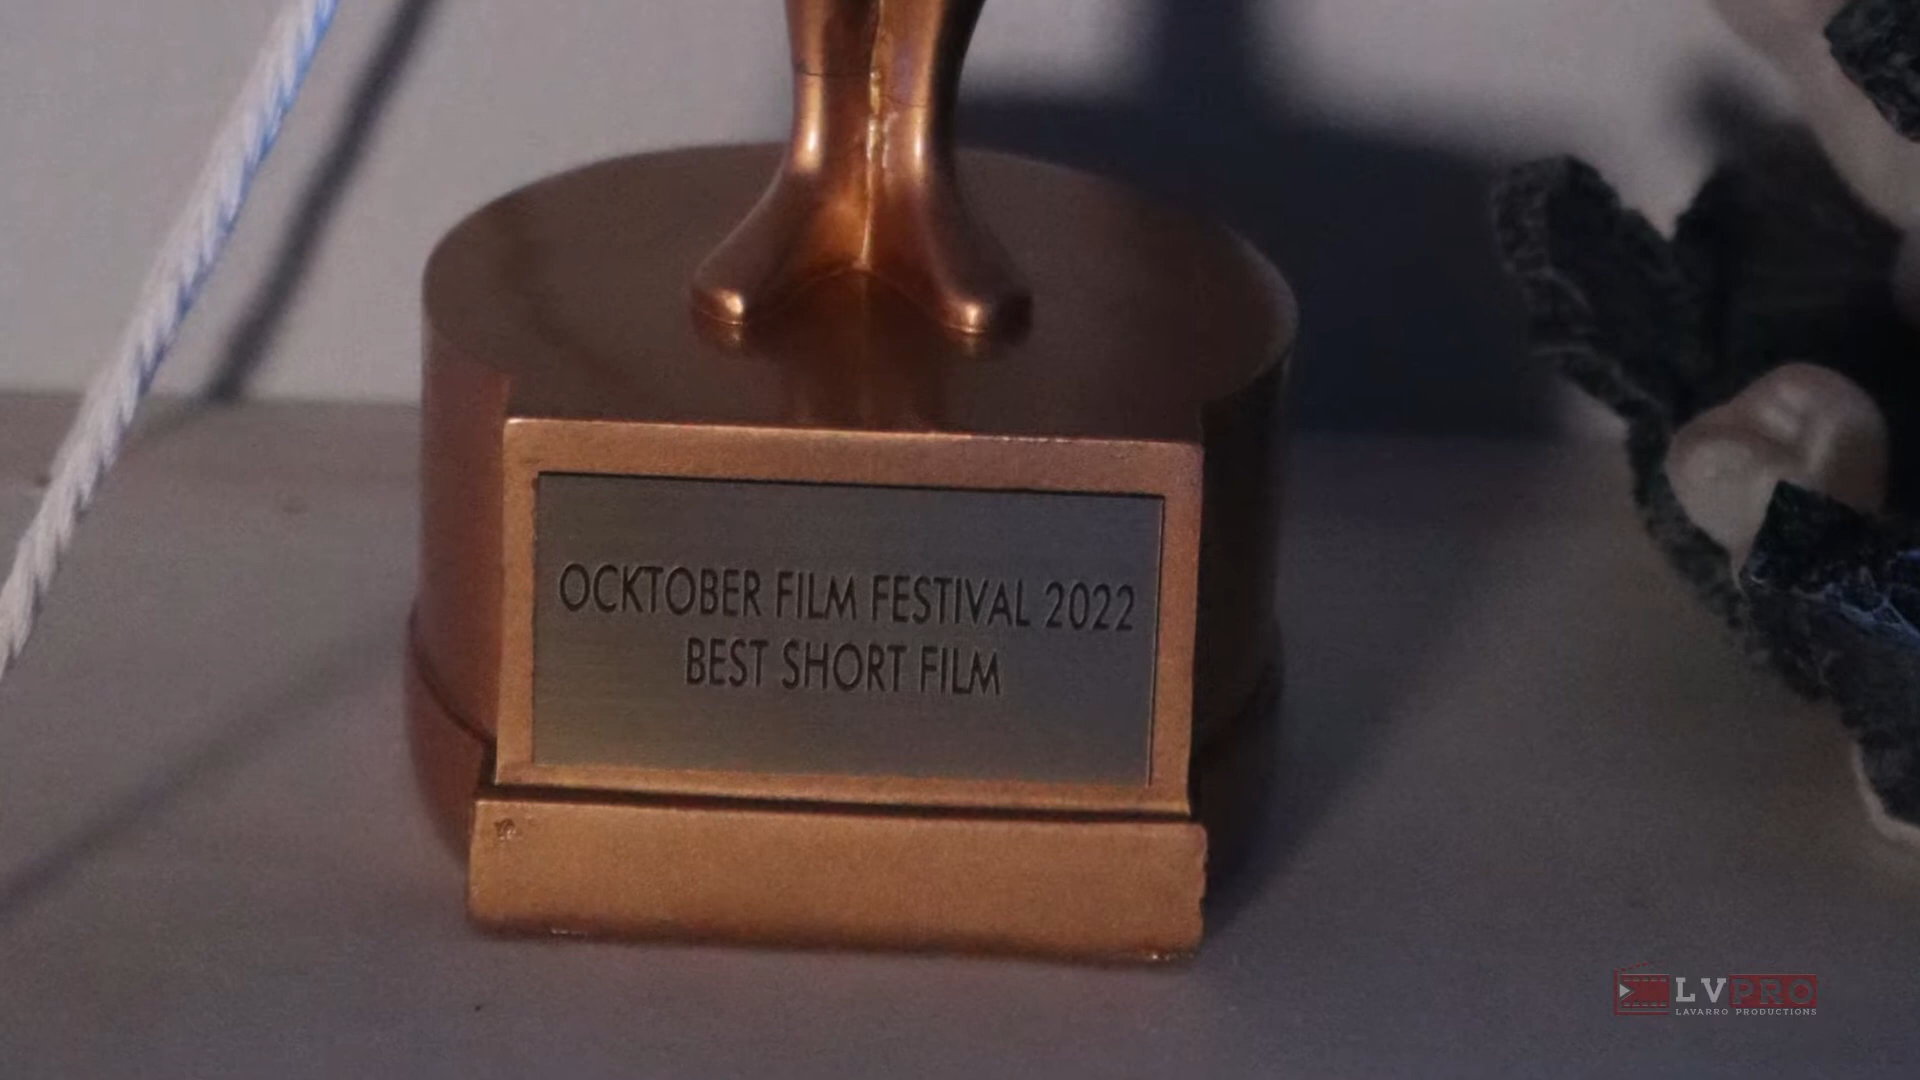 OCKTOBER FILM FESTIVAL 2022
BEST SHORT FILM
LVPRO
LAVARRO PRODUCTIONS